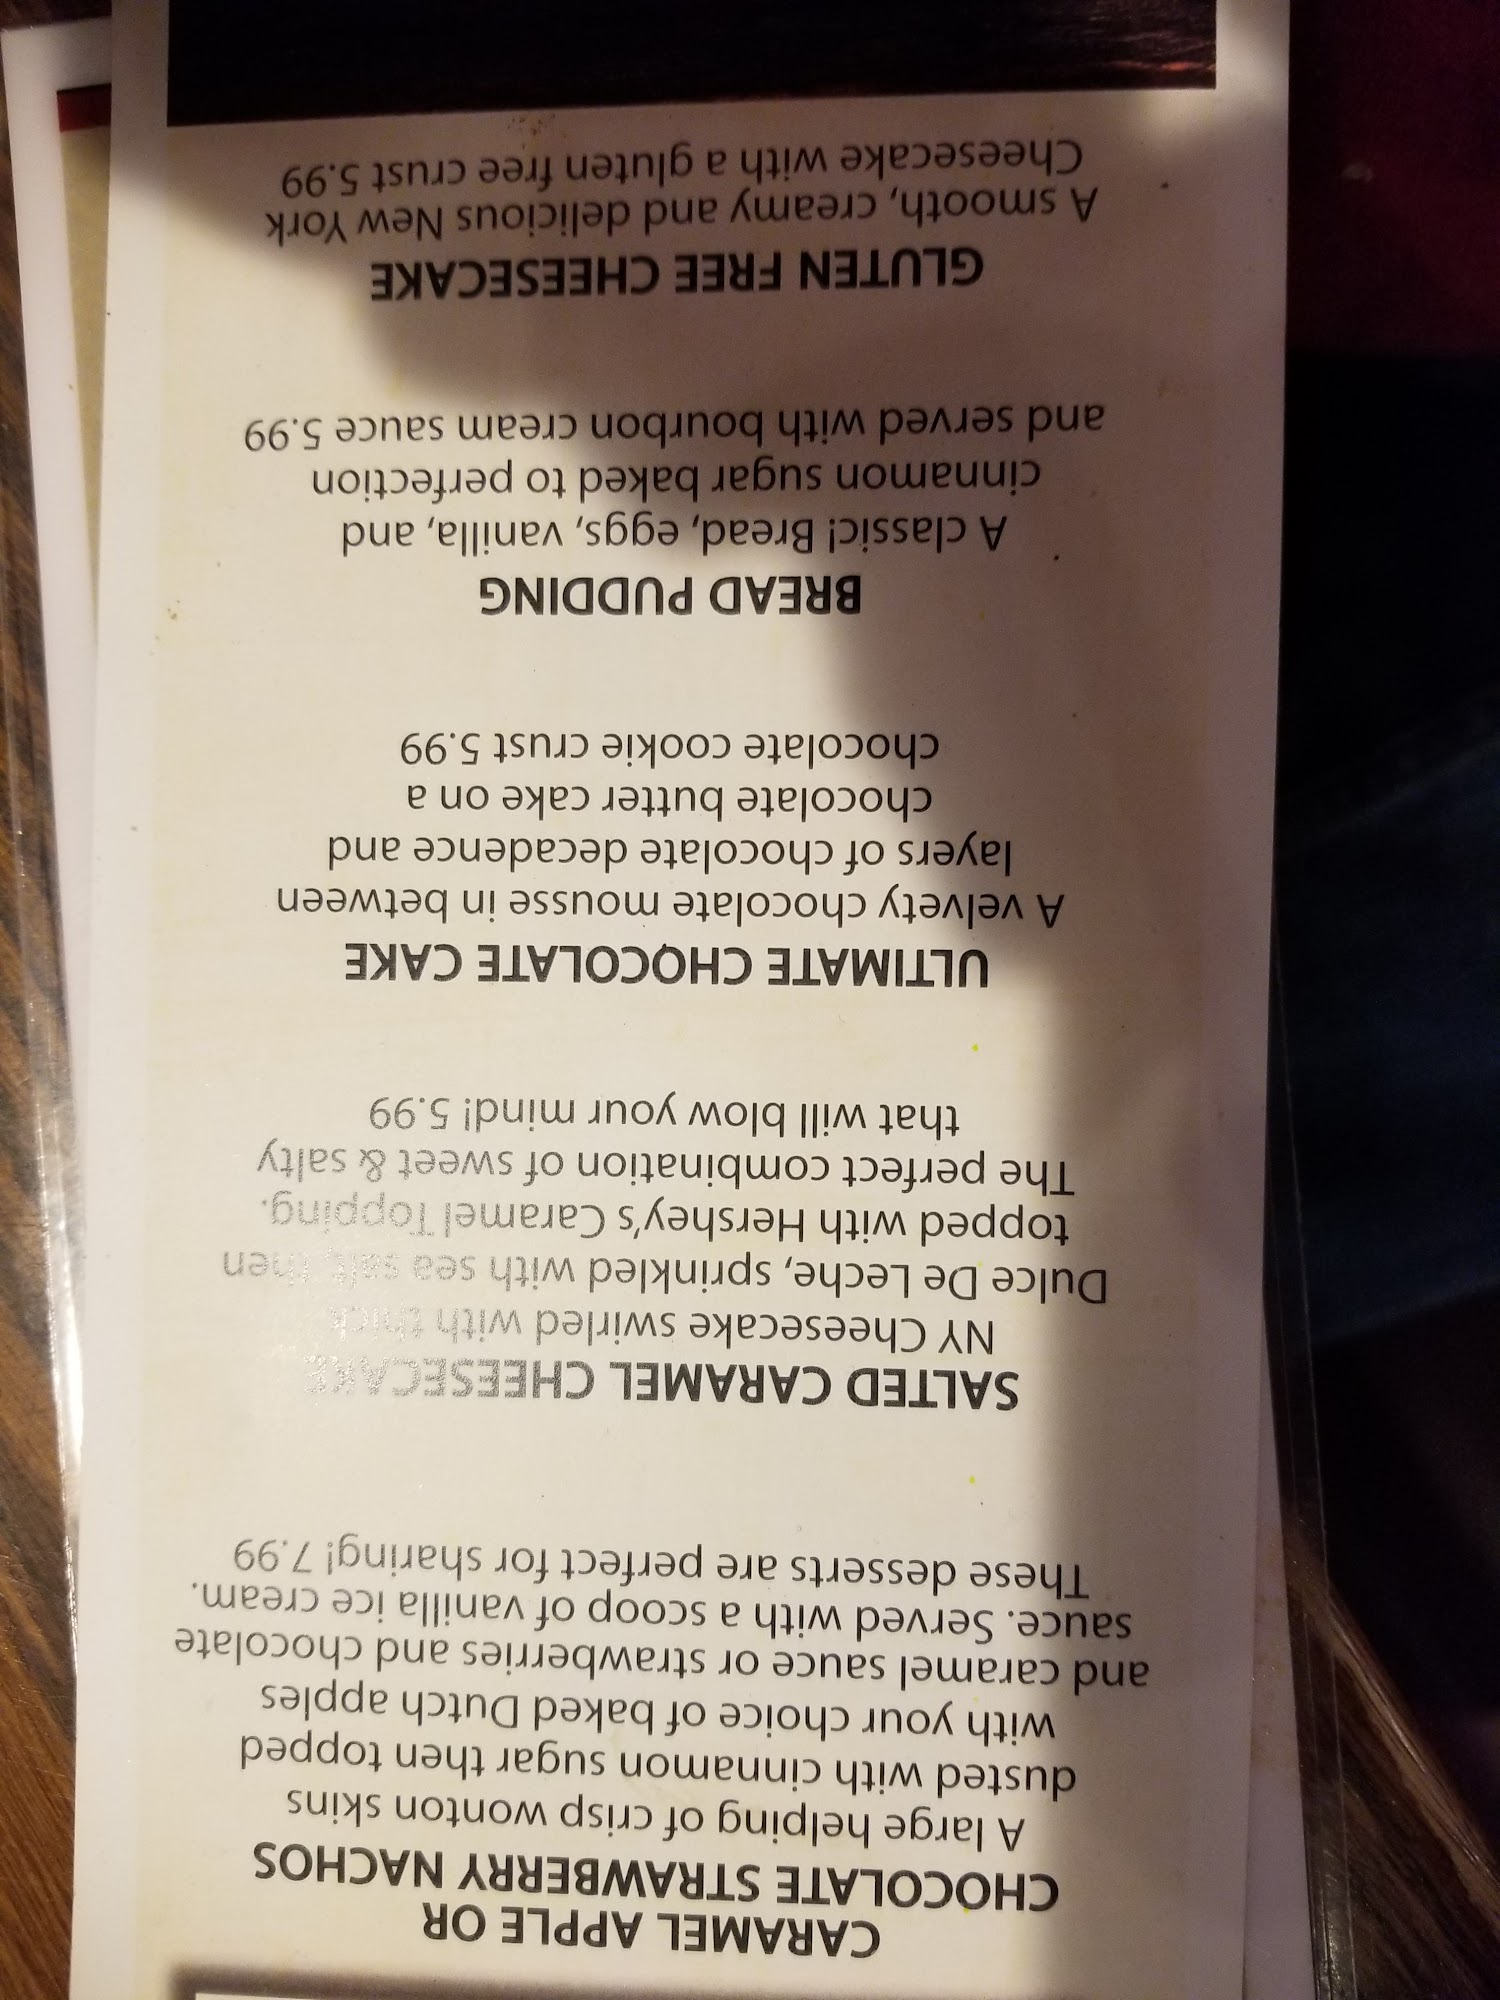 CARAMEL APPLE OR
CHOCOLATE STRAWBERRY NACHOS
A large helping of crisp wonton skins
dusted with cinnamon sugar then topped
with your choice of baked Dutch apples
and caramel sauce or strawberries and chocolate
sauce. Served with a scoop of vanilla ice cream.
These desserts are perfect for sharing! 7.99
SALTED CARAMEL CHEESECAKE
NY Cheesecake swirled with thick
Dulce De Leche, sprinkled with sea salt, then
topped with Hershey's Caramel Topping.
The perfect combination of sweet & salty
that will blow your mind! 5.99
ULTIMATE CHOCOLATE CAKE
A velvety chocolate mousse in between
layers of chocolate decadence and
chocolate butter cake on a
chocolate cookie crust 5.99
BREAD PUDDING
A classic! Bread, eggs, vanilla, and
cinnamon sugar baked to perfection
and served with bourbon cream sauce 5.99
GLUTEN FREE CHEESECAKE
A smooth, creamy and delicious New York
Cheesecake with a gluten free crust 5.99